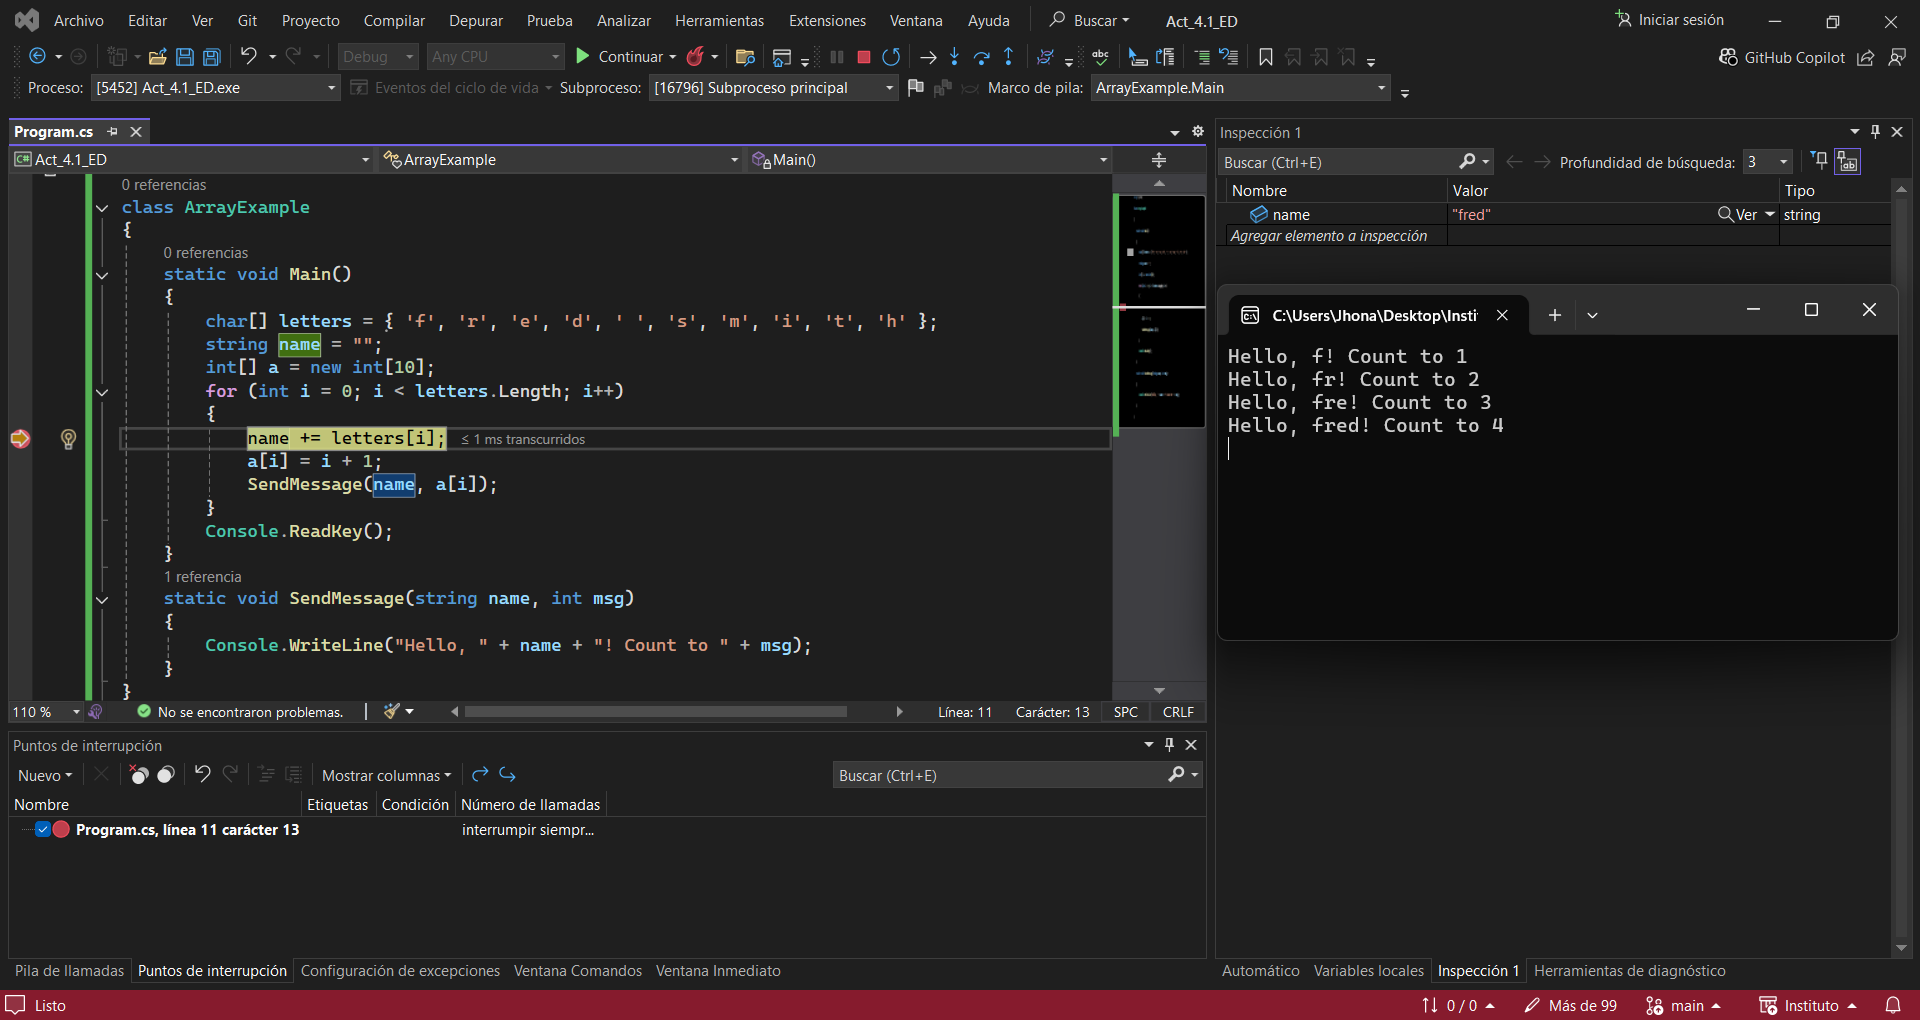 Archivo Editar Ver Git Proyecto Compilar Depurar Prueba Analizar Herramientas Extensiones Ventana Ayuda Buscar Act_4.1_ED Iniciar sesión
Debug Any CPU Continuar abc GitHub Copilot
Proceso: [5452] Act_4.1_ED.exe Eventos del ciclo de vida Subproceso: [16796] Subproceso principal Marco de pila: ArrayExample.Main
Program.cs
C# Act_4.1_ED ArrayExample Main()
0 referencias
class ArrayExample
{
0 referencias
static void Main()
{
char[] letters = { 'f', 'r', 'e', 'd', ' ', 's', 'm', 'i', 't', 'h' };
string name = "";
int[] a = new int[10];
for (int i = 0; i < letters.Length; i++)
{
name += letters[i]; ≤ 1 ms transcurridos
a[i] = i + 1;
SendMessage(name, a[i]);
}
Console.ReadKey();
}
1 referencia
static void SendMessage(string name, int msg)
{
Console.WriteLine("Hello, " + name + "! Count to " + msg);
}
}
110 % No se encontraron problemas. Línea: 11 Carácter: 13 SPC CRLF
Puntos de interrupción
Nuevo Mostrar columnas Buscar (Ctrl+E)
Nombre Etiquetas Condición Número de llamadas
Program.cs, línea 11 carácter 13 interrumpir siempr...
Pila de llamadas Puntos de interrupción Configuración de excepciones Ventana Comandos Ventana Inmediato
Inspección 1
Buscar (Ctrl+E) Profundidad de búsqueda: 3 ab
Nombre Valor Tipo
name "fred" Ver string
Agregar elemento a inspección
C:\Users\Jhona\Desktop\Insti
Hello, f! Count to 1
Hello, fr! Count to 2
Hello, fre! Count to 3
Hello, fred! Count to 4
Automático Variables locales Inspección 1 Herramientas de diagnóstico
Listo 0 / 0 Más de 99 main Instituto